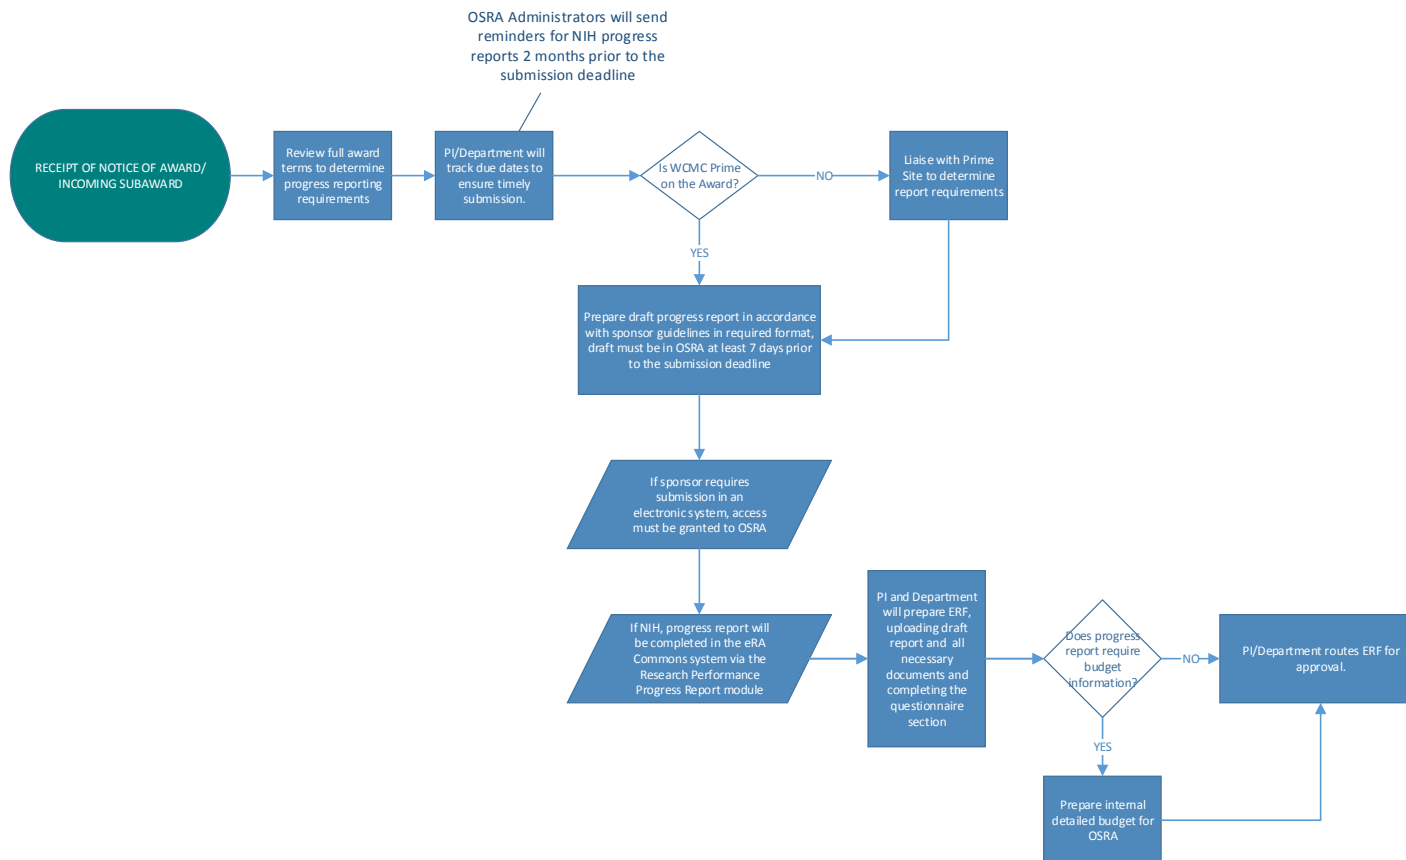 OSRA Administrators will send
reminders for NIH progress
reports 2 months prior to the
submission deadline
RECEIPT OF NOTICE OF AWARD/
INCOMING SUBAWARD
Review full award
terms to determine
progress reporting
requirements
PI/Department will
track due dates to
ensure timely
submission.
Is WCMC Prime
on the Award?
NO
Liaise with Prime
Site to determine
report requirements
YES
Prepare draft progress report in accordance
with sponsor guidelines in required format,
draft must be in OSRA at least 7 days prior
to the submission deadline
If sponsor requires
submission in an
electronic system, access
must be granted to OSRA
If NIH, progress report will
be completed in the eRA
Commons system via the
Research Performance
Progress Report module
PI and Department
will prepare ERF,
uploading draft
report and all
necessary
documents and
completing the
questionnaire
section
Does progress
report require
budget
information?
NO
PI/Department routes ERF for
approval.
YES
Prepare internal
detailed budget for
OSRA